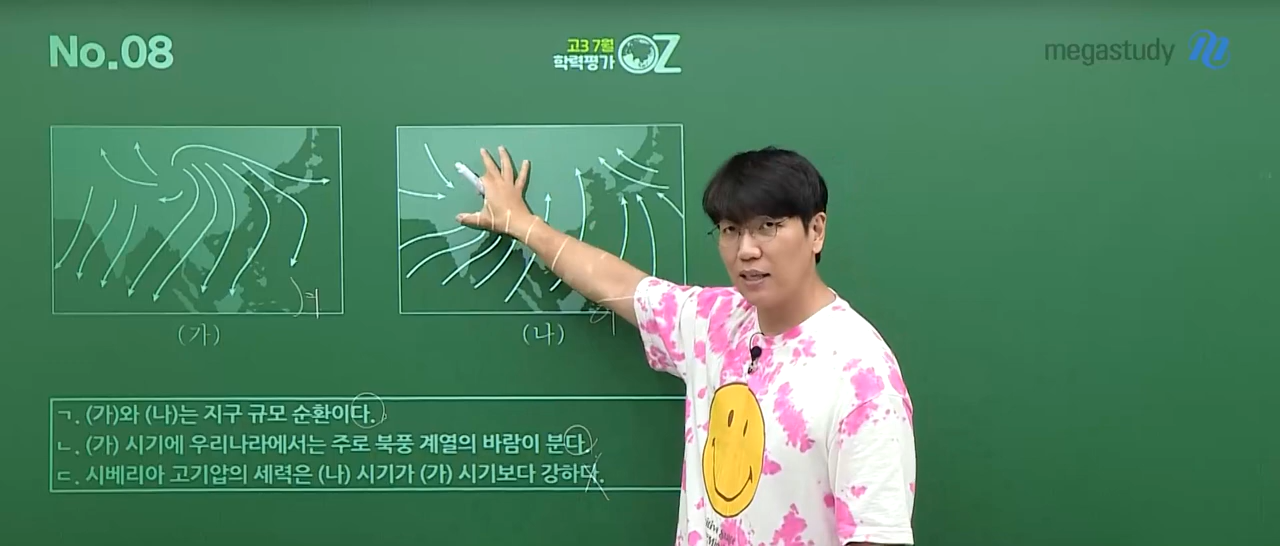 No.08
고3 7월
학력평가 OZ
megastudy
(가)
(나)
ㄱ. (가)와 (나)는 지구 규모 순환이다.
ㄴ. (가) 시기에 우리나라에서는 주로 북풍 계열의 바람이 분다.
ㄷ. 시베리아 고기압의 세력은 (나) 시기가 (가) 시기보다 강하다.